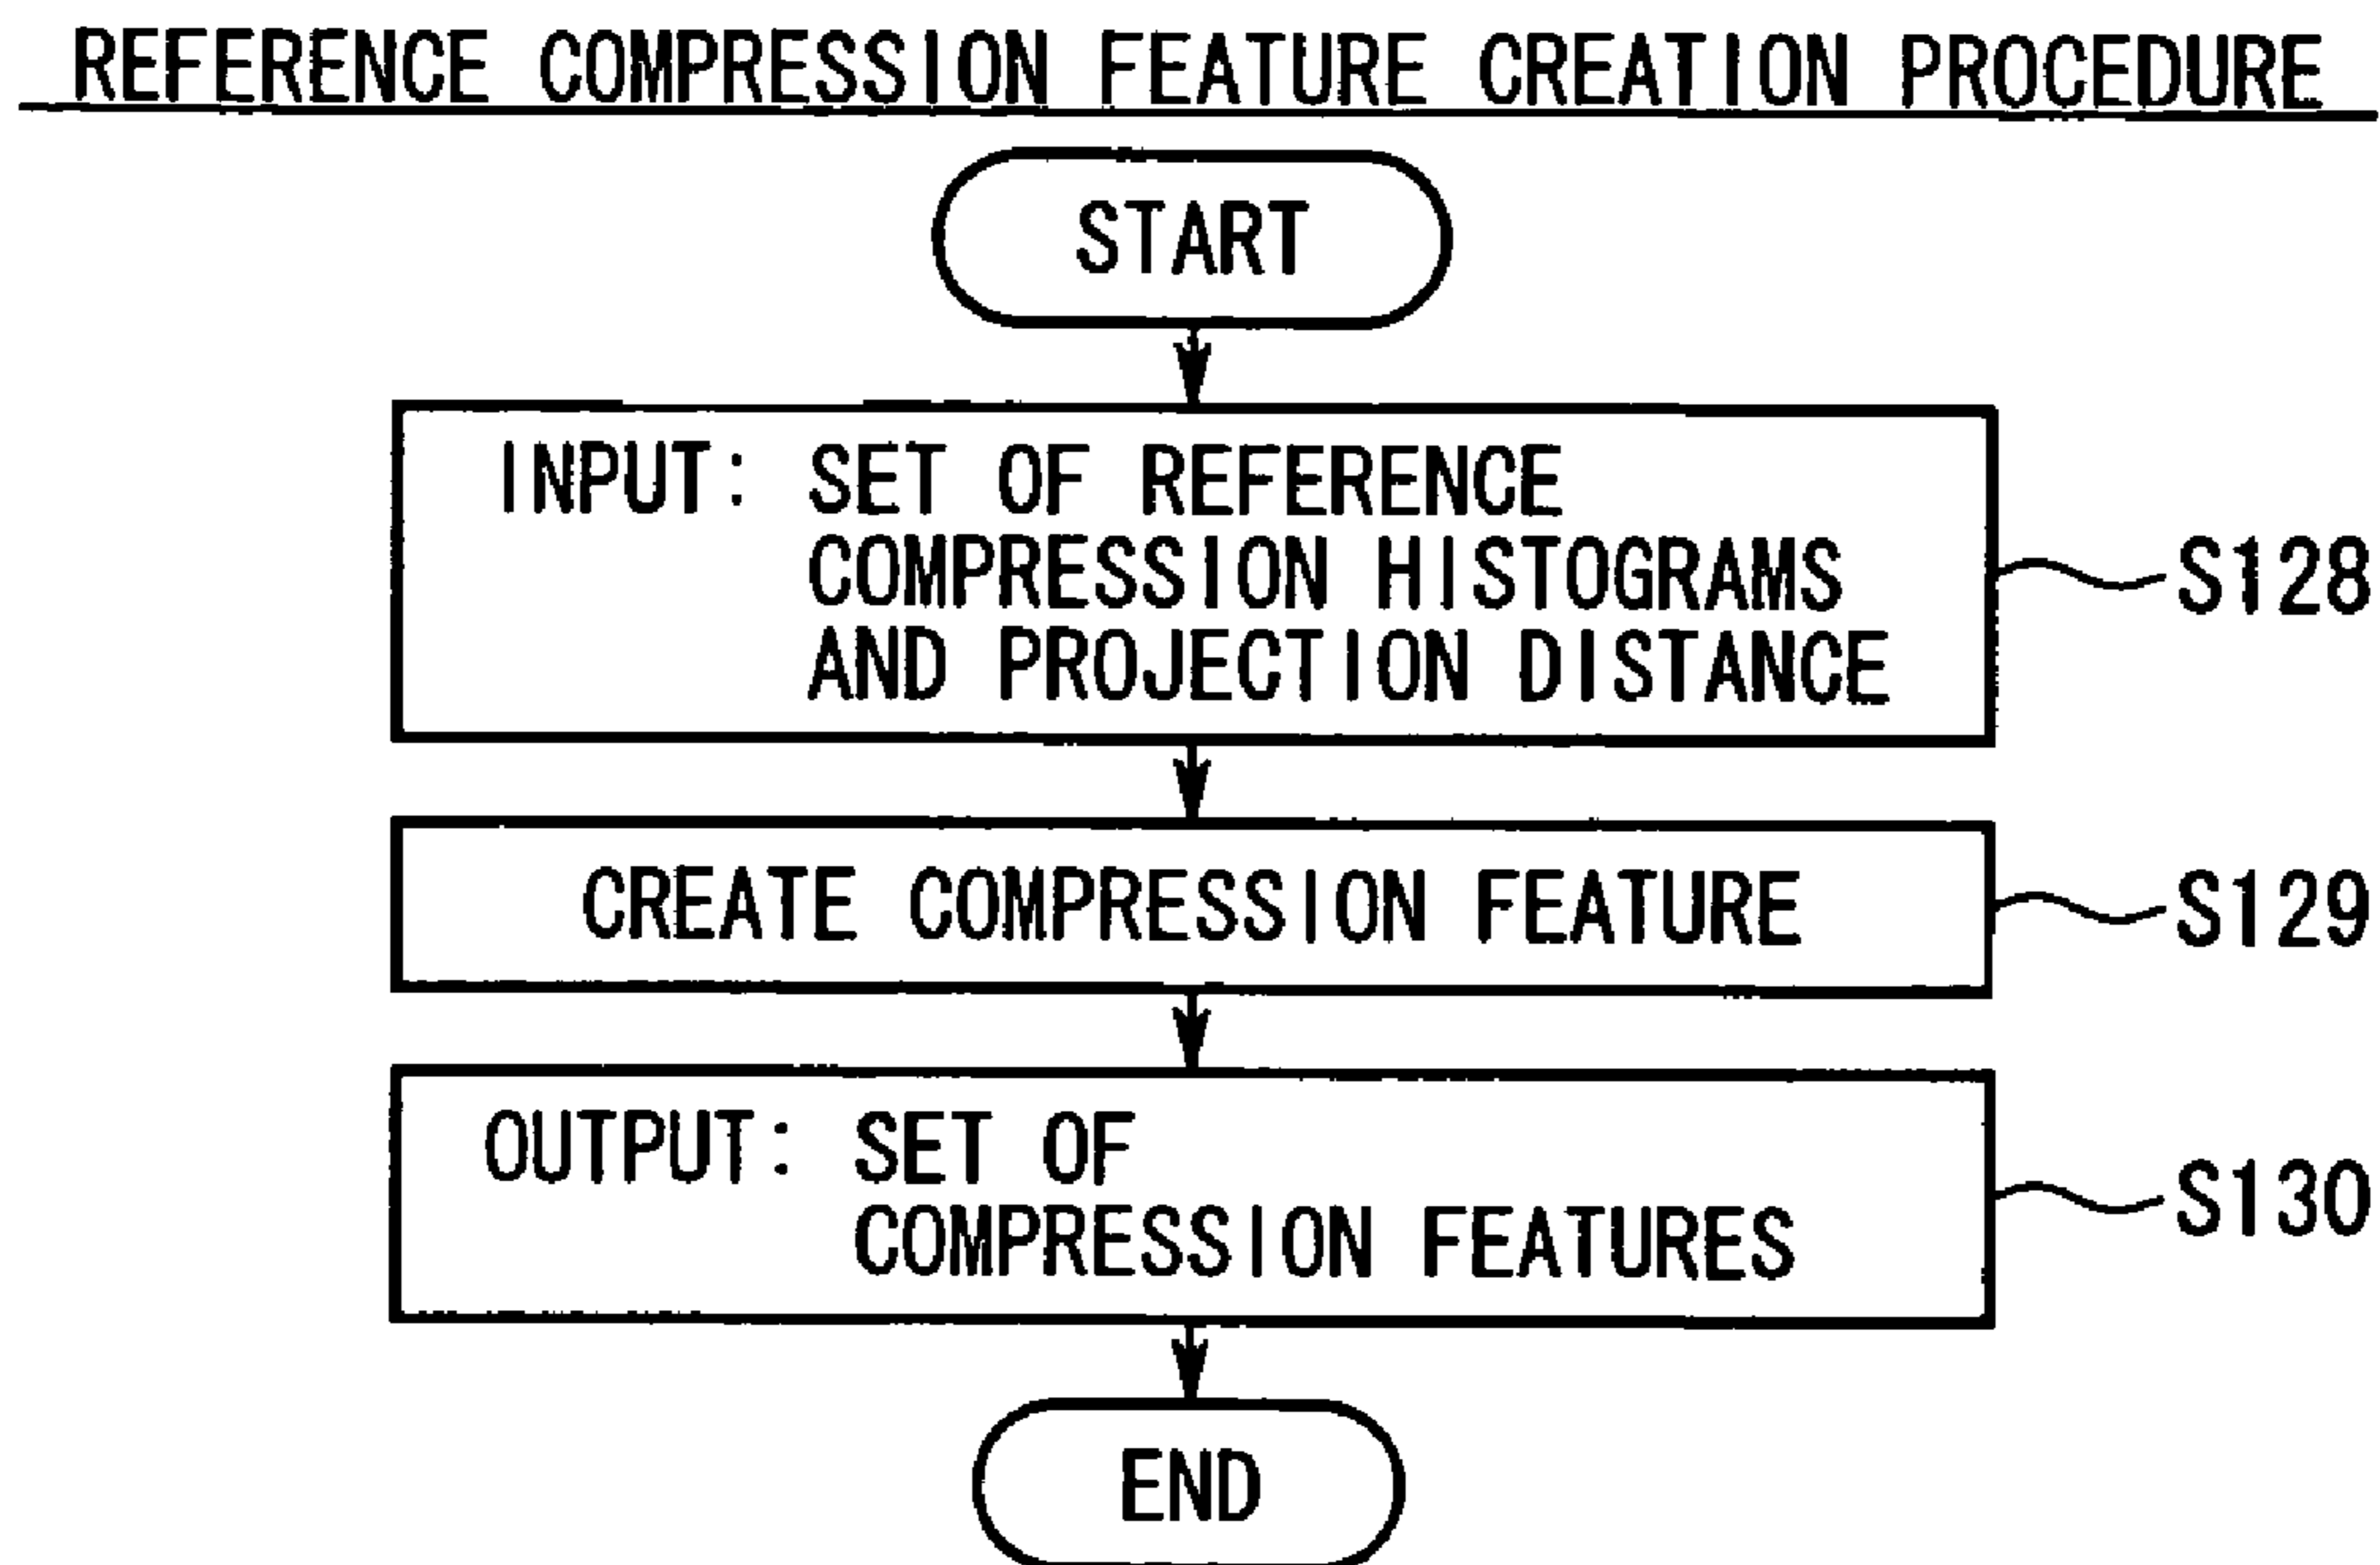 REFERENCE COMPRESSION FEATURE CREATION PROCEDURE
START
INPUT: SET OF REFERENCE
COMPRESSION HISTOGRAMS
AND PROJECTION DISTANCE
S128
CREATE COMPRESSION FEATURE
S129
OUTPUT: SET OF
COMPRESSION FEATURES
S130
END